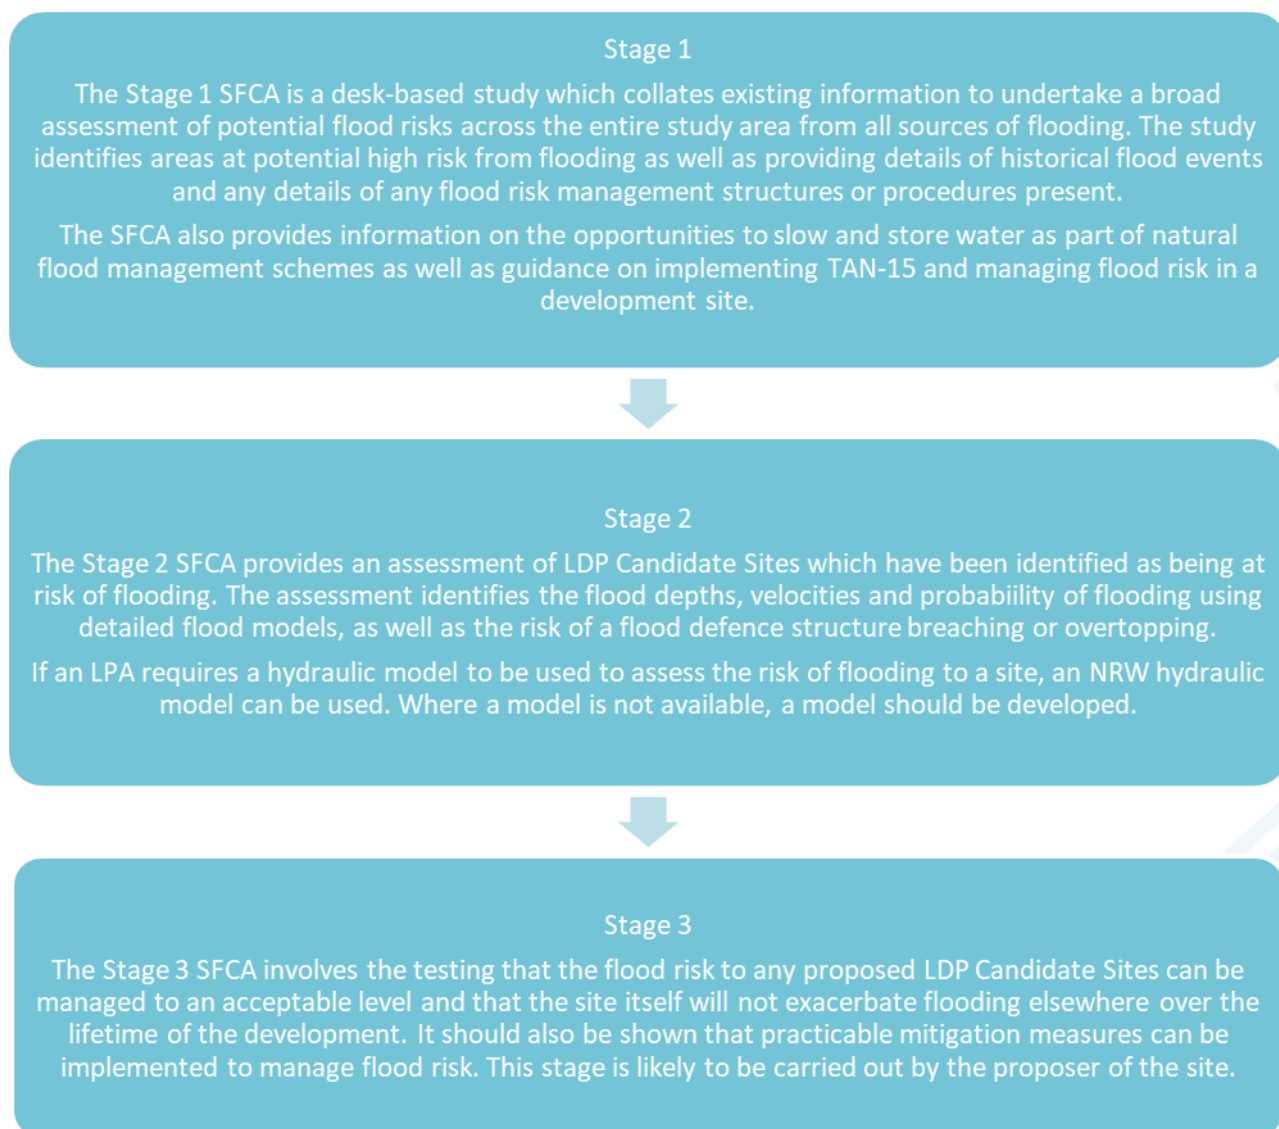 Stage 1
The Stage 1 SFCA is a desk-based study which collates existing information to undertake a broad
assessment of potential flood risks across the entire study area from all sources of flooding. The study
identifies areas at potential high risk from flooding as well as providing details of historical flood events
and any details of any flood risk management structures or procedures present.
The SFCA also provides information on the opportunities to slow and store water as part of natural
flood management schemes as well as guidance on implementing TAN-15 and managing flood risk in a
development site.
Stage 2
The Stage 2 SFCA provides an assessment of LDP Candidate Sites which have been identified as being at
risk of flooding. The assessment identifies the flood depths, velocities and probabiility of flooding using
detailed flood models, as well as the risk of a flood defence structure breaching or overtopping.
If an LPA requires a hydraulic model to be used to assess the risk of flooding to a site, an NRW hydraulic
model can be used. Where a model is not available, a model should be developed.
Stage 3
The Stage 3 SFCA involves the testing that the flood risk to any proposed LDP Candidate Sites can be
managed to an acceptable level and that the site itself will not exacerbate flooding elsewhere over the
lifetime of the development. It should also be shown that practicable mitigation measures can be
implemented to manage flood risk. This stage is likely to be carried out by the proposer of the site.